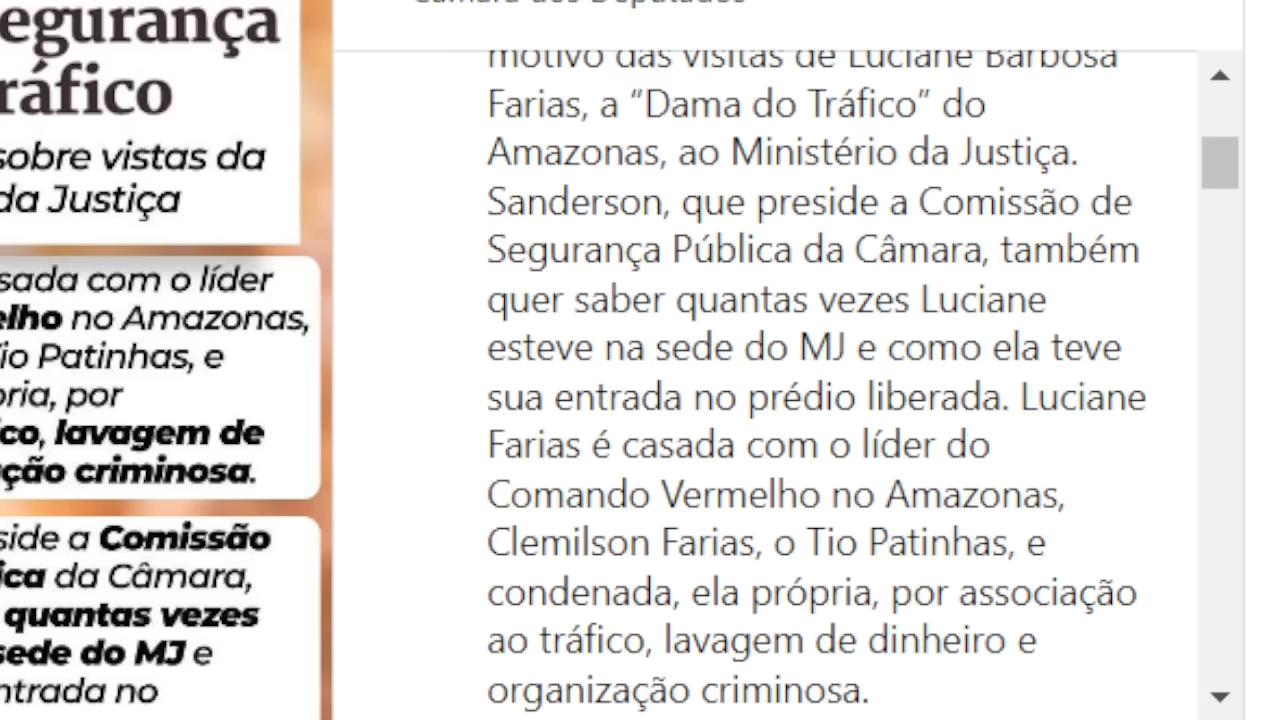 egurança
ráfico
sobre vistas da
da Justiça
sada com o líder
elho no Amazonas,
io Patinhas, e
oria, por
co, lavagem de
ção criminosa.
side a Comissão
ica da Câmara,
quantas vezes
sede do MJ e
ntrada no
Câmara dos Deputados
motivo das visitas de Luciane Barbosa
Farias, a “Dama do Tráfico” do
Amazonas, ao Ministério da Justiça.
Sanderson, que preside a Comissão de
Segurança Pública da Câmara, também
quer saber quantas vezes Luciane
esteve na sede do MJ e como ela teve
sua entrada no prédio liberada. Luciane
Farias é casada com o líder do
Comando Vermelho no Amazonas,
Clemilson Farias, o Tio Patinhas, e
condenada, ela própria, por associação
ao tráfico, lavagem de dinheiro e
organização criminosa.